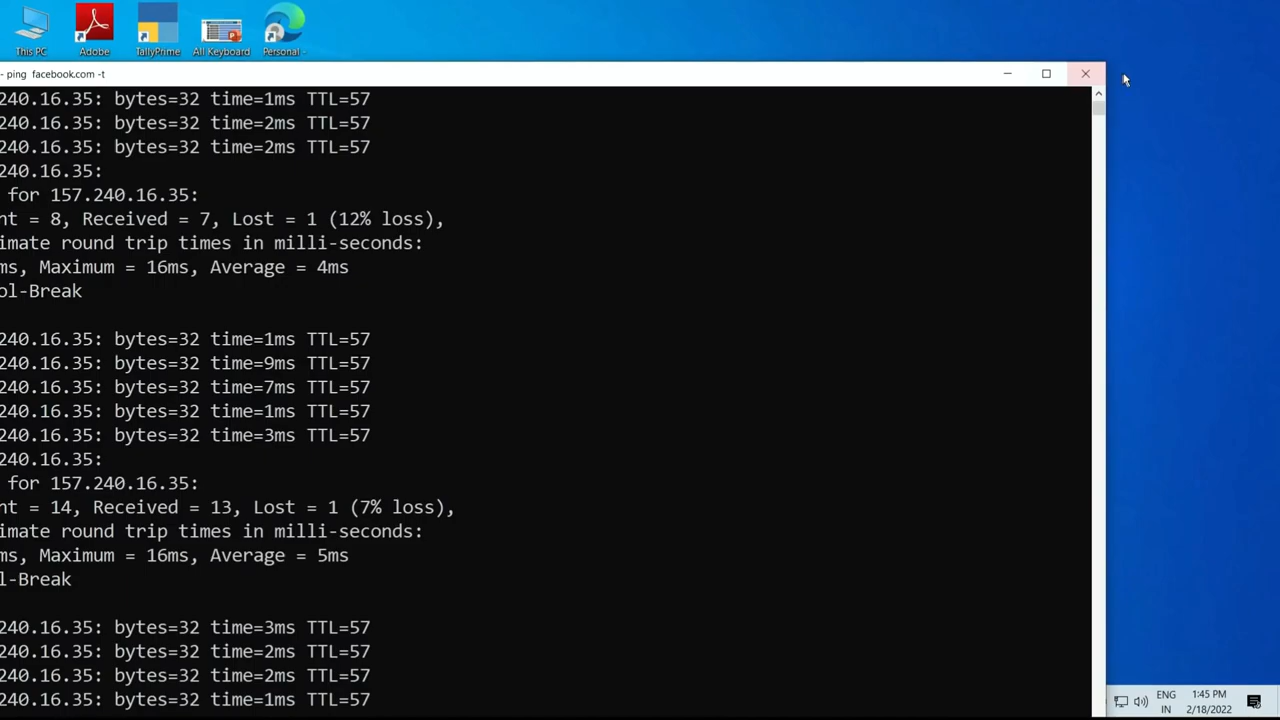 This PC
Adobe
TallyPrime
All Keyboard
Personal -
- ping facebook.com -t
240.16.35: bytes=32 time=1ms TTL=57
240.16.35: bytes=32 time=2ms TTL=57
240.16.35: bytes=32 time=2ms TTL=57
240.16.35:
for 157.240.16.35:
nt = 8, Received = 7, Lost = 1 (12% loss),
imate round trip times in milli-seconds:
ms, Maximum = 16ms, Average = 4ms
ol-Break
240.16.35: bytes=32 time=1ms TTL=57
240.16.35: bytes=32 time=9ms TTL=57
240.16.35: bytes=32 time=7ms TTL=57
240.16.35: bytes=32 time=1ms TTL=57
240.16.35: bytes=32 time=3ms TTL=57
240.16.35:
for 157.240.16.35:
nt = 14, Received = 13, Lost = 1 (7% loss),
imate round trip times in milli-seconds:
ms, Maximum = 16ms, Average = 5ms
l-Break
240.16.35: bytes=32 time=3ms TTL=57
240.16.35: bytes=32 time=2ms TTL=57
240.16.35: bytes=32 time=2ms TTL=57
240.16.35: bytes=32 time=1ms TTL=57
ENG
IN
1:45 PM
2/18/2022